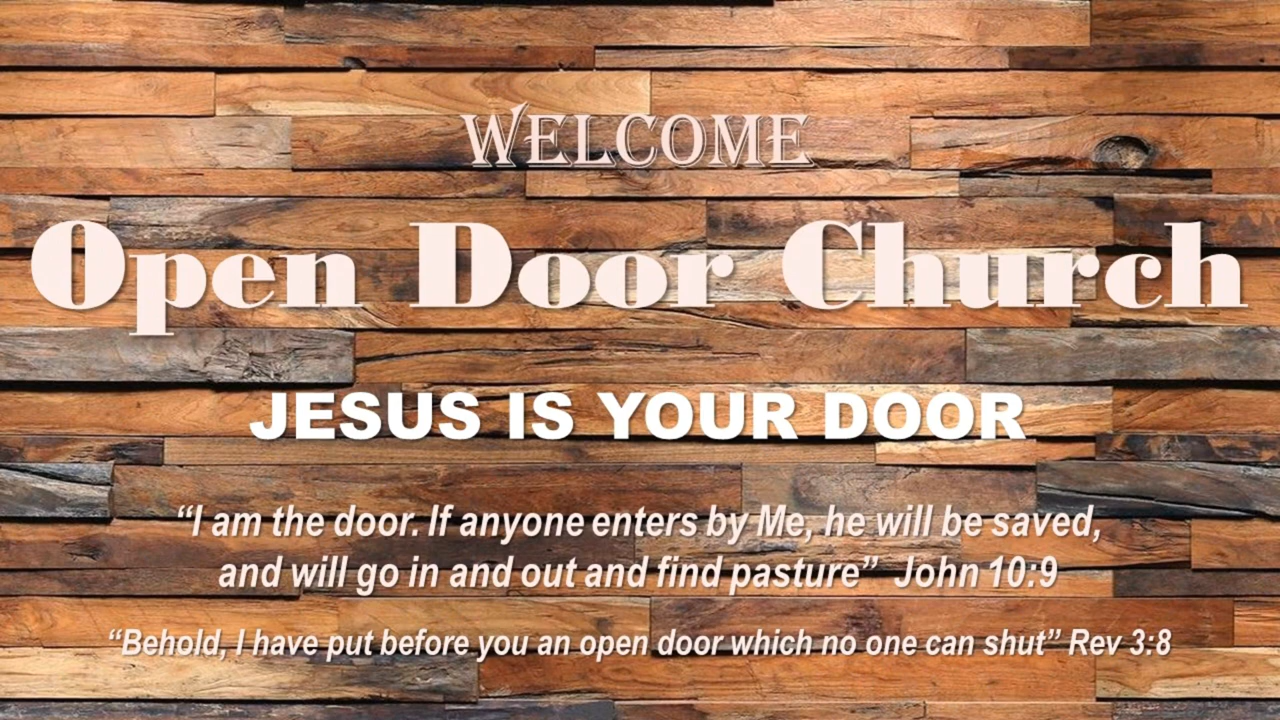 WELCOME
Open Door Church
JESUS IS YOUR DOOR
“I am the door. If anyone enters by Me, he will be saved,
and will go in and out and find pasture” John 10:9
“Behold, I have put before you an open door which no one can shut” Rev 3:8